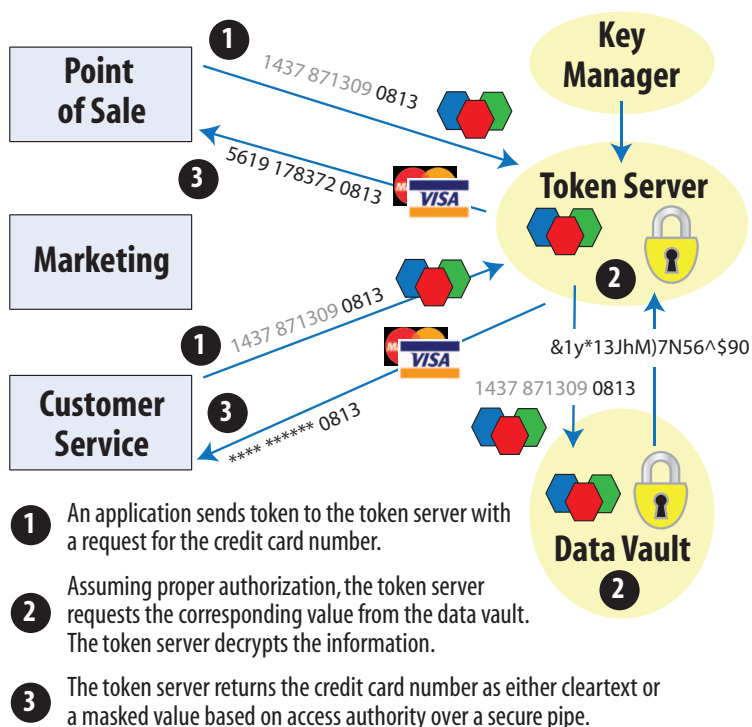 1
Point
of Sale
1437 871309 0813
Key
Manager
3
5619 178372 0813
VISA
Token Server
2
Marketing
1
1437 871309 0813
VISA
&1y*13JhM)7N56^$90
1437 871309 0813
Customer
Service
3
**** ****** 0813
Data Vault
2
1 An application sends token to the token server with
a request for the credit card number.
2 Assuming proper authorization, the token server
requests the corresponding value from the data vault.
The token server decrypts the information.
3 The token server returns the credit card number as either cleartext or
a masked value based on access authority over a secure pipe.